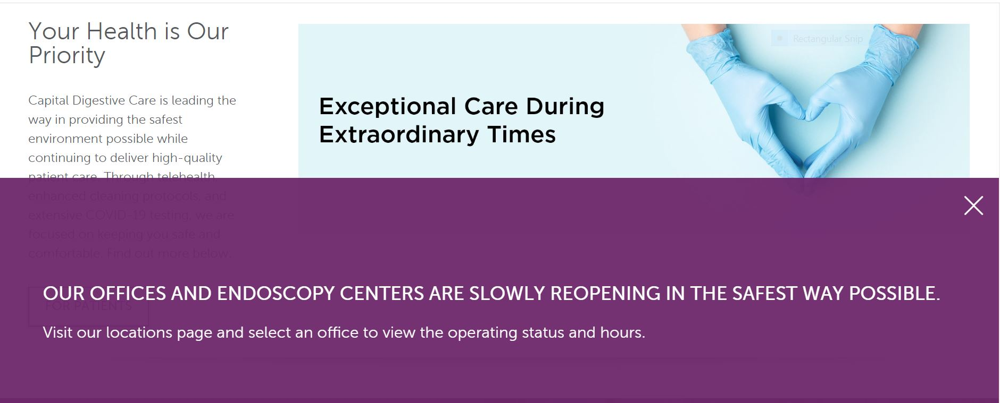 Your Health is Our
Priority
Capital Digestive Care is leading the
way in providing the safest
environment possible while
continuing to deliver high-quality
patient care. Through telehealth,
enhanced cleaning protocols, and
extensive COVID-19 testing, we are
focused on keeping you safe and
comfortable. Find out more below.
FOR PATIENTS
Rectangular Snip
Exceptional Care During
Extraordinary Times
OUR OFFICES AND ENDOSCOPY CENTERS ARE SLOWLY REOPENING IN THE SAFEST WAY POSSIBLE.
Visit our locations page and select an office to view the operating status and hours.